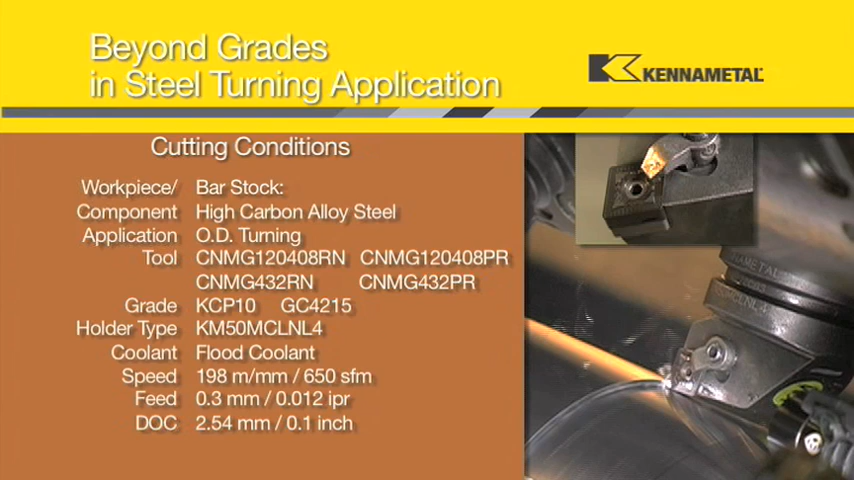 Beyond Grades
in Steel Turning Application
KENNAMETAL
Cutting Conditions
Workpiece/ Bar Stock:
Component High Carbon Alloy Steel
Application O.D. Turning
Tool CNMG120408RN CNMG120408PR
CNMG432RN CNMG432PR
Grade KCP10 GC4215
Holder Type KM50MCLNL4
Coolant Flood Coolant
Speed 198 m/mm / 650 sfm
Feed 0.3 mm / 0.012 ipr
DOC 2.54 mm / 0.1 inch